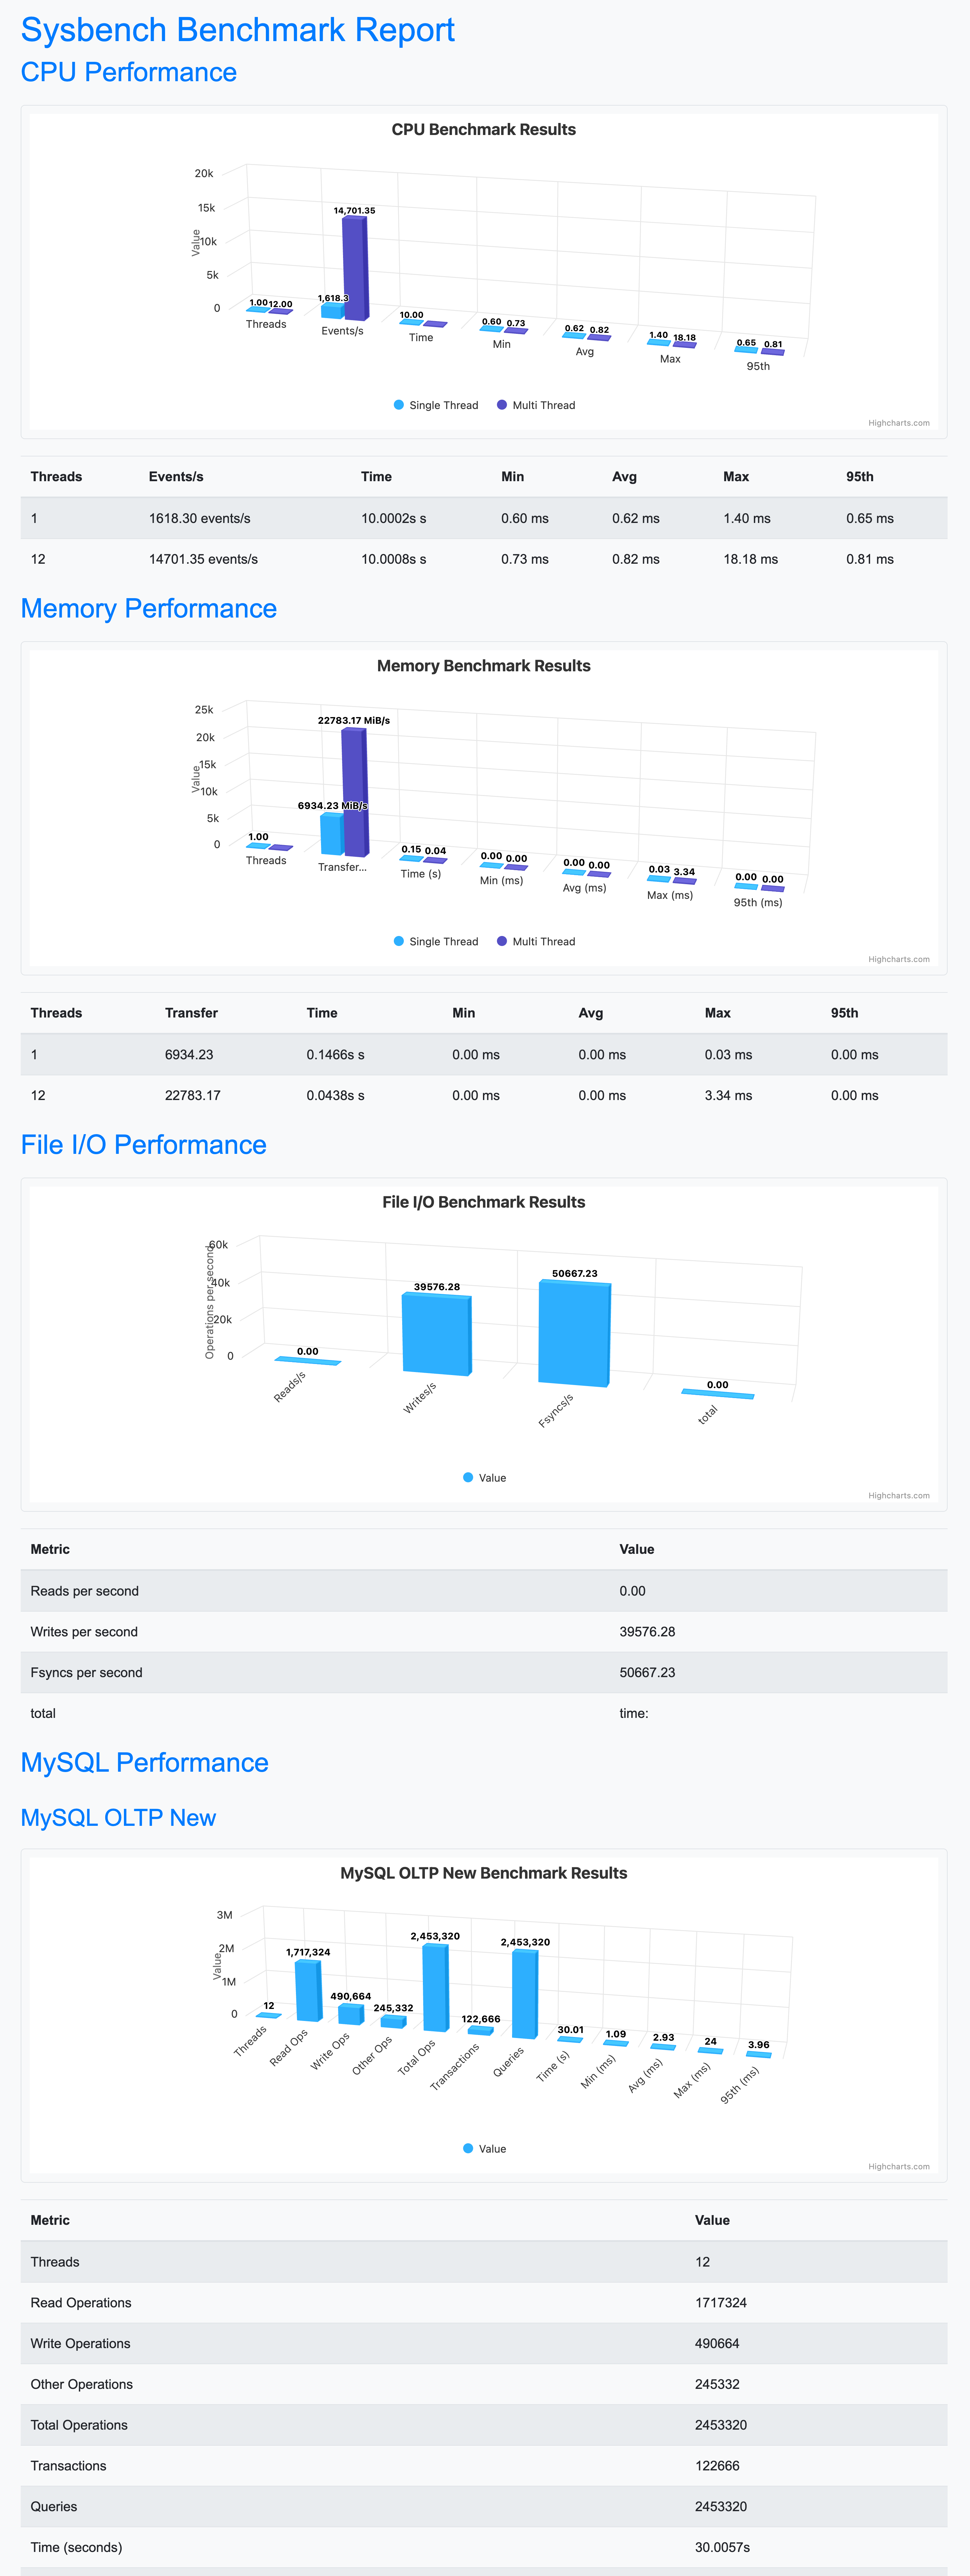 Sysbench Benchmark Report
CPU Performance
CPU Benchmark Results
Value
20k
15k
10k
5k
0
1.00 12.00
1,618.3
14,701.35
10.00
0.60 0.73
0.62 0.82
1.40 18.18
0.65 0.81
Threads
Events/s
Time
Min
Avg
Max
95th
Single Thread Multi Thread
Highcharts.com
Threads Events/s Time Min Avg Max 95th
1 1618.30 events/s 10.0002s s 0.60 ms 0.62 ms 1.40 ms 0.65 ms
12 14701.35 events/s 10.0008s s 0.73 ms 0.82 ms 18.18 ms 0.81 ms
Memory Performance
Memory Benchmark Results
Value
25k
20k
15k
10k
5k
0
1.00
6934.23 MiB/s
22783.17 MiB/s
0.15 0.04
0.00 0.00
0.00 0.00
0.03 3.34
0.00 0.00
Threads
Transfer...
Time (s)
Min (ms)
Avg (ms)
Max (ms)
95th (ms)
Single Thread Multi Thread
Highcharts.com
Threads Transfer Time Min Avg Max 95th
1 6934.23 0.1466s s 0.00 ms 0.00 ms 0.03 ms 0.00 ms
12 22783.17 0.0438s s 0.00 ms 0.00 ms 3.34 ms 0.00 ms
File I/O Performance
File I/O Benchmark Results
Operations per second
60k
40k
20k
0
0.00
39576.28
50667.23
0.00
Reads/s
Writes/s
Fsyncs/s
total
Value
Highcharts.com
Metric Value
Reads per second 0.00
Writes per second 39576.28
Fsyncs per second 50667.23
total time:
MySQL Performance
MySQL OLTP New
MySQL OLTP New Benchmark Results
Value
3M
2M
1M
0
12
1,717,324
490,664
245,332
2,453,320
122,666
2,453,320
30.01
1.09
2.93
24
3.96
Threads
Read Ops
Write Ops
Other Ops
Total Ops
Transactions
Queries
Time (s)
Min (ms)
Avg (ms)
Max (ms)
95th (ms)
Value
Highcharts.com
Metric Value
Threads 12
Read Operations 1717324
Write Operations 490664
Other Operations 245332
Total Operations 2453320
Transactions 122666
Queries 2453320
Time (seconds) 30.0057s